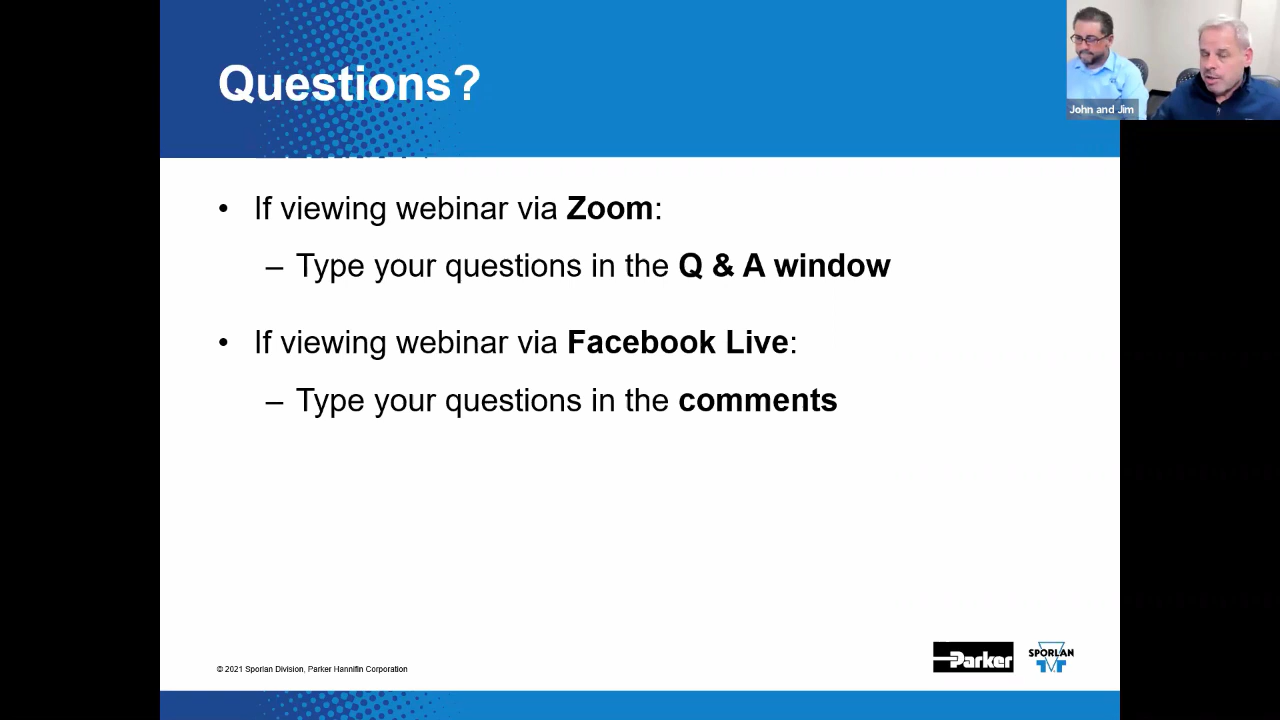 Questions?
John and Jim
• If viewing webinar via Zoom:
– Type your questions in the Q & A window
• If viewing webinar via Facebook Live:
– Type your questions in the comments
© 2021 Sporlan Division, Parker Hannifin Corporation
Parker
SPORLAN